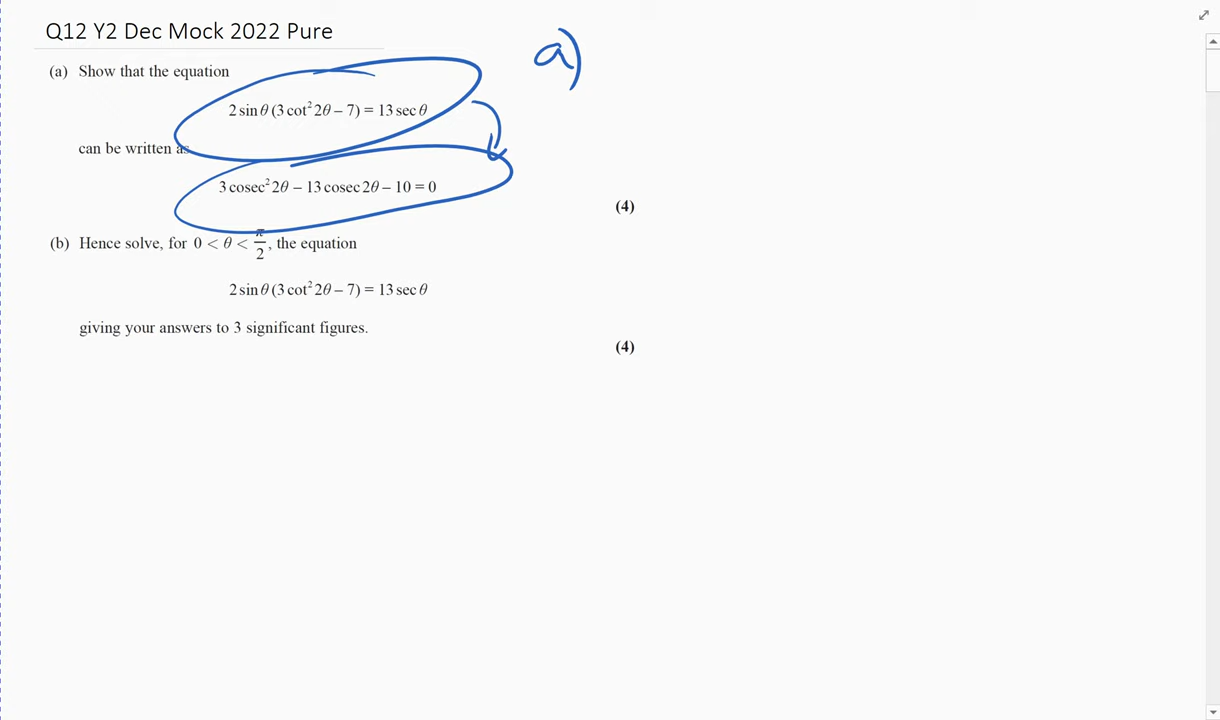 Q12 Y2 Dec Mock 2022 Pure
a)
(a) Show that the equation
2 sin θ (3 cot² 2θ – 7) = 13 sec θ
can be written as
3 cosec² 2θ – 13 cosec 2θ – 10 = 0
(4)
(b) Hence solve, for 0 < θ < π/2, the equation
2 sin θ (3 cot² 2θ – 7) = 13 sec θ
giving your answers to 3 significant figures.
(4)